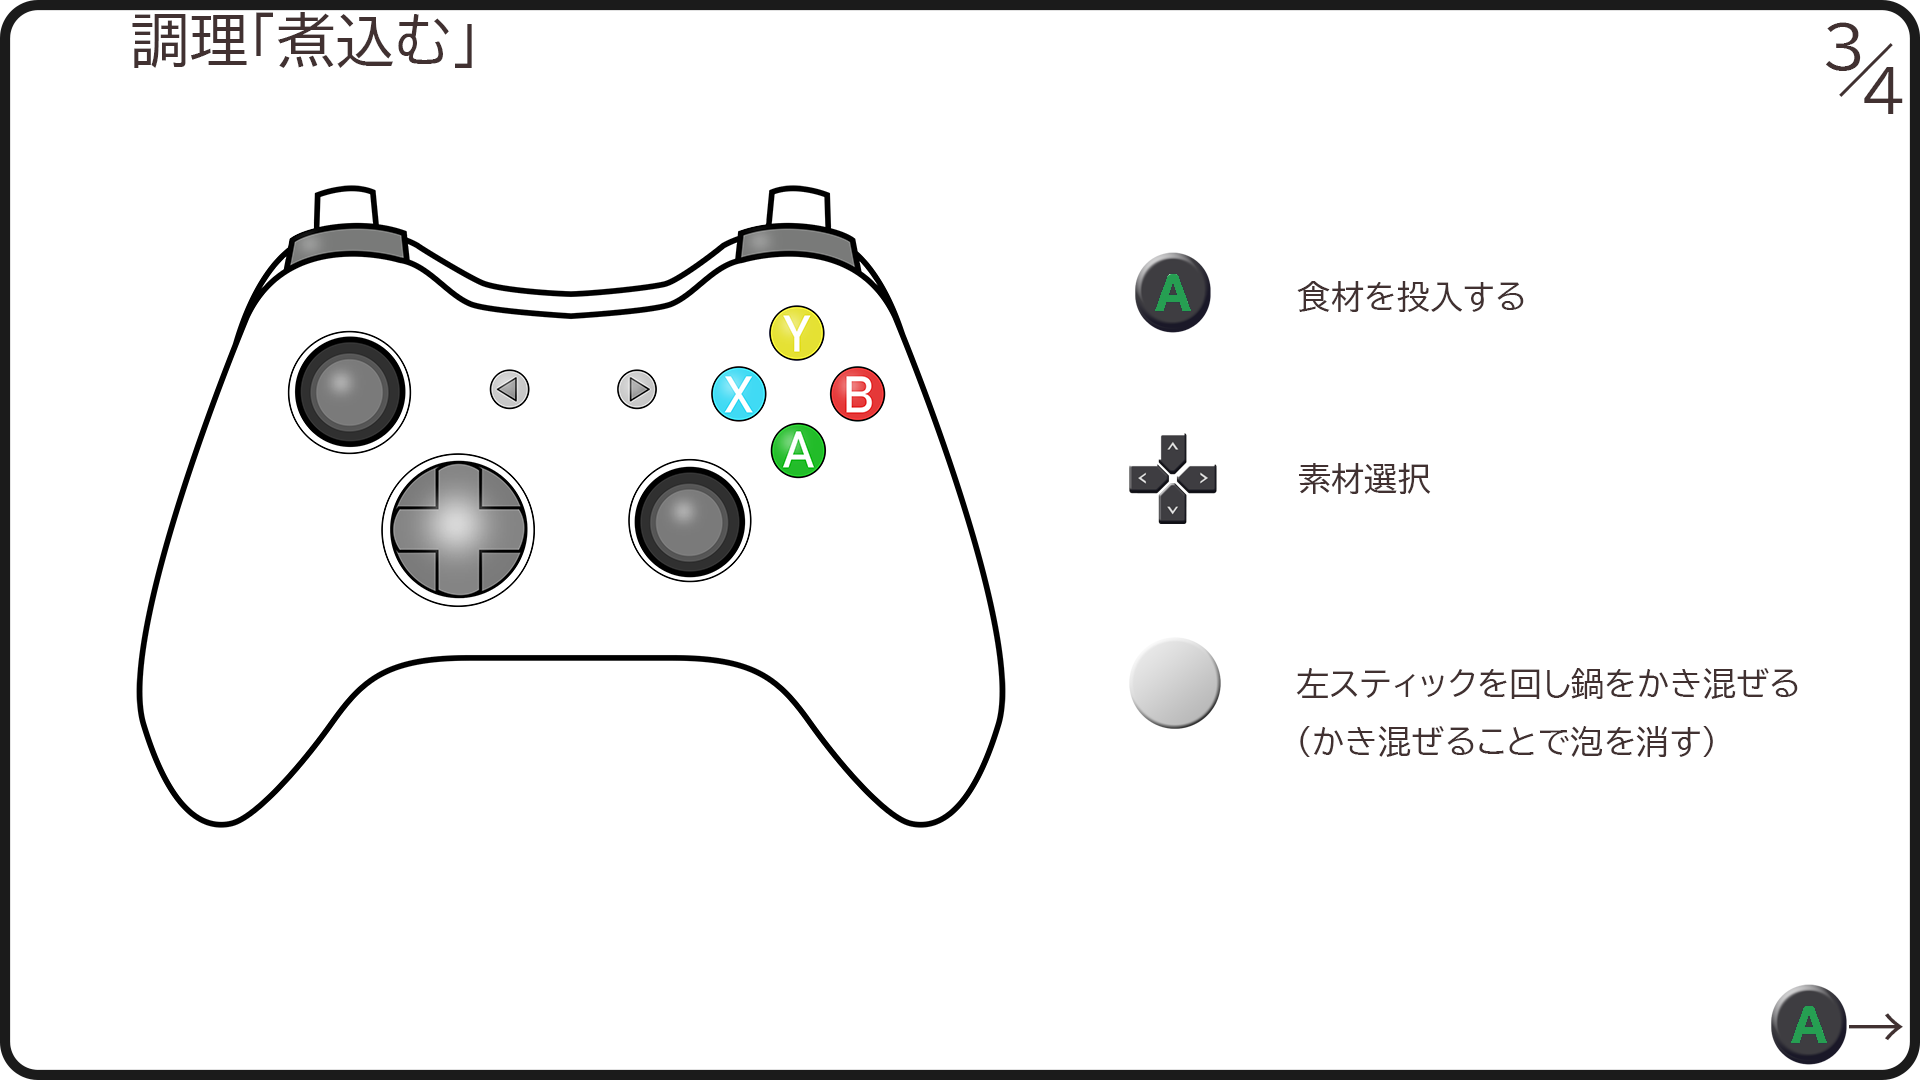 調理「煮込む」
3/4
Y
X
B
A
A 食材を投入する
素材選択
左スティックを回し鍋をかき混ぜる
（かき混ぜることで泡を消す）
A→